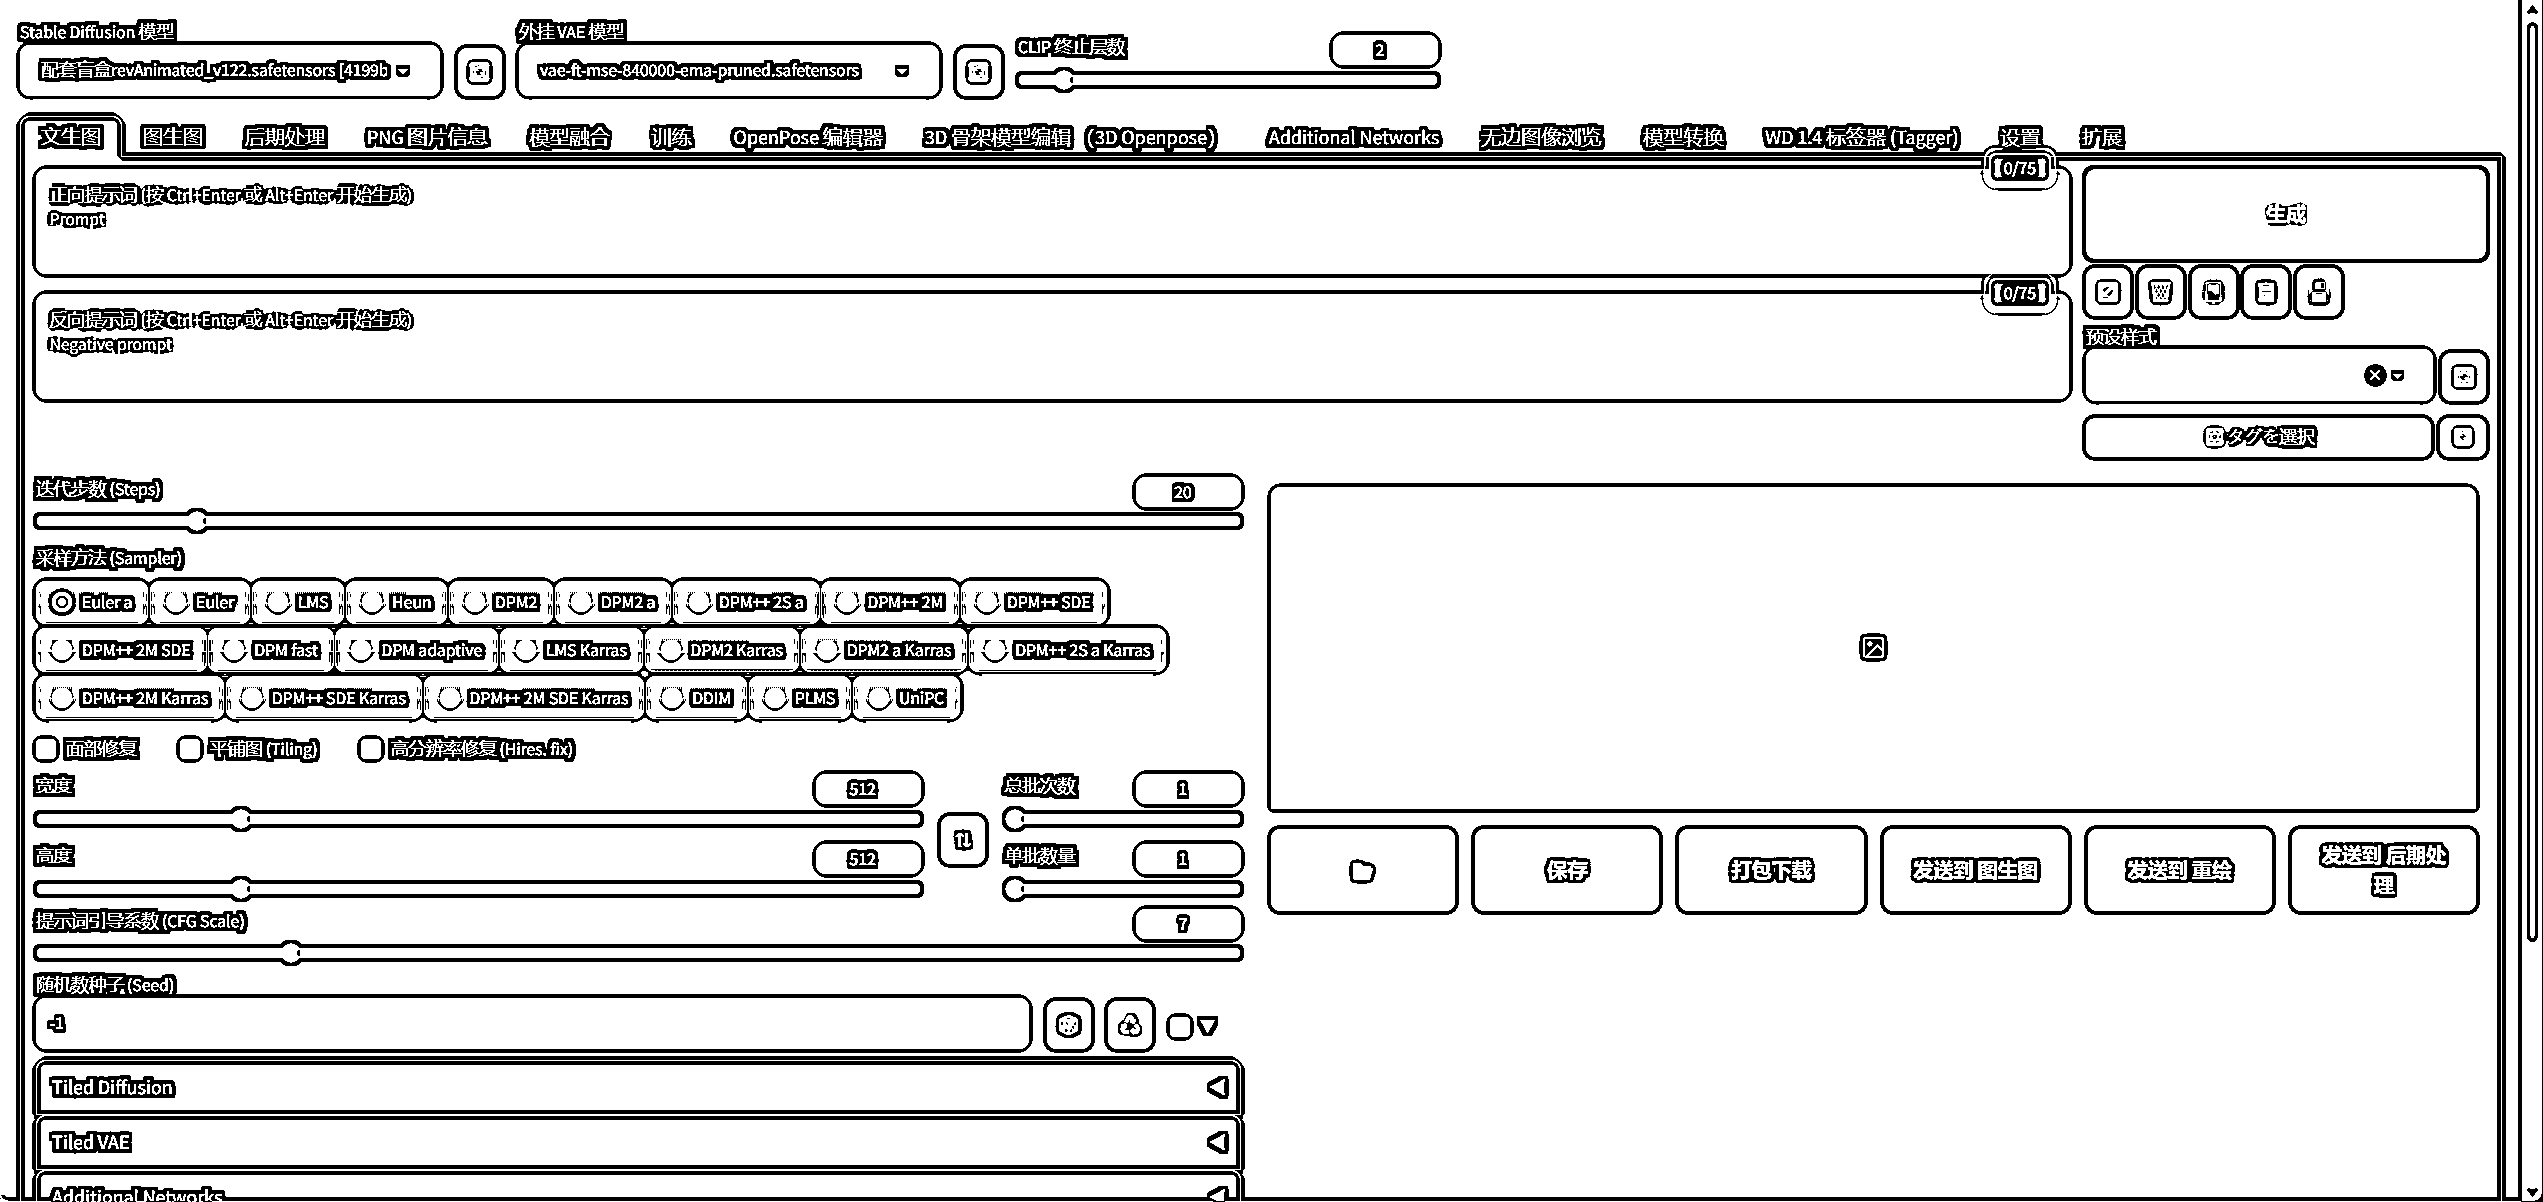 Stable Diffusion 模型
外挂 VAE 模型
CLIP 终止层数
2
配套盲盒revAnimated_v122.safetensors [4199b
vae-ft-mse-840000-ema-pruned.safetensors
文生图 图生图 后期处理 PNG 图片信息 模型融合 训练 OpenPose 编辑器 3D 骨架模型编辑 (3D Openpose) Additional Networks 无边图像浏览 模型转换 WD 1.4 标签器 (Tagger) 设置 扩展
0/75
正向提示词 (按 Ctrl+Enter 或 Alt+Enter 开始生成)
Prompt
生成
0/75
反向提示词 (按 Ctrl+Enter 或 Alt+Enter 开始生成)
Negative prompt
预设样式
タグを選択
迭代步数 (Steps)
20
采样方法 (Sampler)
Euler a Euler LMS Heun DPM2 DPM2 a DPM++ 2S a DPM++ 2M DPM++ SDE
DPM++ 2M SDE DPM fast DPM adaptive LMS Karras DPM2 Karras DPM2 a Karras DPM++ 2S a Karras
DPM++ 2M Karras DPM++ SDE Karras DPM++ 2M SDE Karras DDIM PLMS UniPC
面部修复 平铺图 (Tiling) 高分辨率修复 (Hires. fix)
宽度
512
总批次数
1
高度
512
单批数量
1
提示词引导系数 (CFG Scale)
7
随机数种子 (Seed)
-1
Tiled Diffusion
Tiled VAE
Additional Networks
保存
打包下载
发送到 图生图
发送到 重绘
发送到 后期处
理